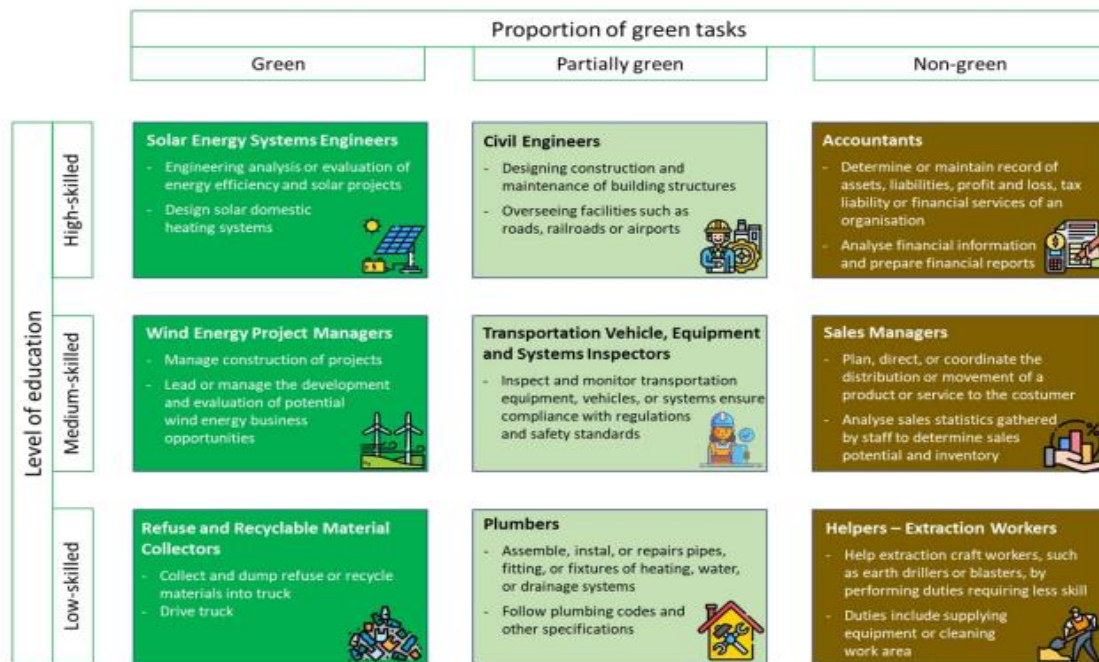 Proportion of green tasks
Green
Partially green
Non-green
Level of education
High-skilled
Solar Energy Systems Engineers
- Engineering analysis or evaluation of
energy efficiency and solar projects
- Design solar domestic
heating systems
Civil Engineers
- Designing construction and
maintenance of building structures
- Overseeing facilities such as
roads, railroads or airports
Accountants
- Determine or maintain record of
assets, liabilities, profit and loss, tax
liability or financial services of an
organisation
- Analyse financial information
and prepare financial reports
Medium-skilled
Wind Energy Project Managers
- Manage construction of projects
- Lead or manage the development
and evaluation of potential
wind energy business
opportunities
Transportation Vehicle, Equipment
and Systems Inspectors
- Inspect and monitor transportation
equipment, vehicles, or systems ensure
compliance with regulations
and safety standards
Sales Managers
- Plan, direct, or coordinate the
distribution or movement of a
product or service to the costumer
- Analyse sales statistics gathered
by staff to determine sales
potential and inventory
%
Low-skilled
Refuse and Recyclable Material
Collectors
- Collect and dump refuse or recycle
materials into truck
- Drive truck
Plumbers
- Assemble, instal, or repairs pipes,
fitting, or fixtures of heating, water,
or drainage systems
- Follow plumbing codes and
other specifications
Helpers – Extraction Workers
- Help extraction craft workers, such
as earth drillers or blasters, by
performing duties requiring less skill
- Duties include supplying
equipment or cleaning
work area